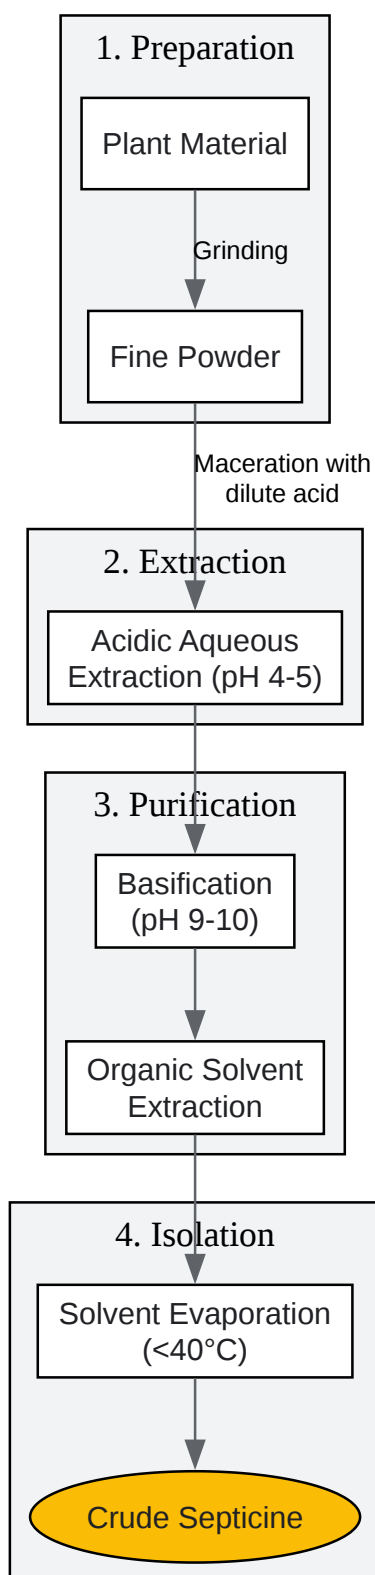 1. Preparation
Plant Material
Grinding
Fine Powder
Maceration with
dilute acid
2. Extraction
Acidic Aqueous
Extraction (pH 4-5)
3. Purification
Basification
(pH 9-10)
Organic Solvent
Extraction
4. Isolation
Solvent Evaporation
(<40°C)
Crude Septicine